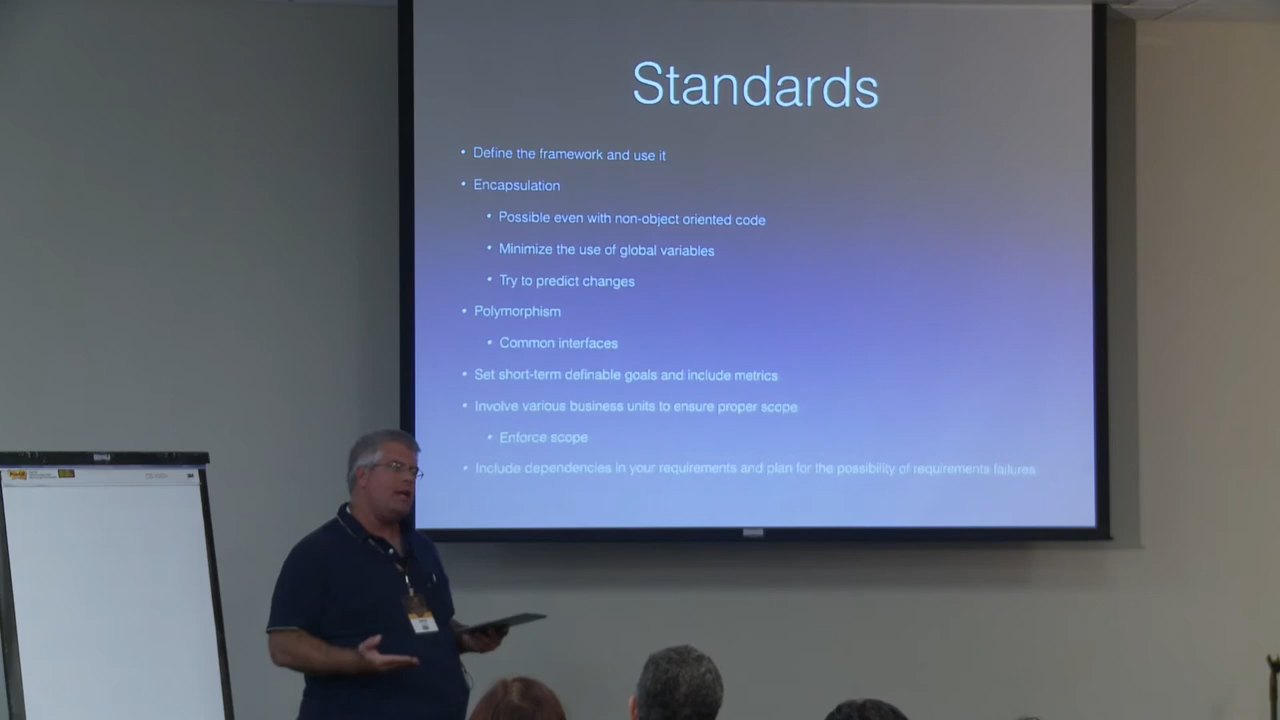 Standards
• Define the framework and use it
• Encapsulation
• Possible even with non-object oriented code
• Minimize the use of global variables
• Try to predict changes
• Polymorphism
• Common interfaces
• Set short-term definable goals and include metrics
• Involve various business units to ensure proper scope
• Enforce scope
• Include dependencies in your requirements and plan for the possibility of requirements failures